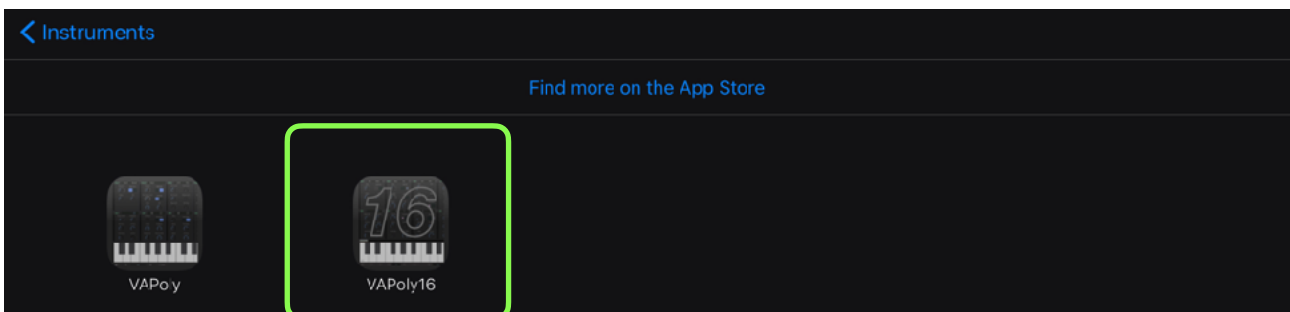 Instruments
Find more on the App Store
16
VAPoly
VAPoly16